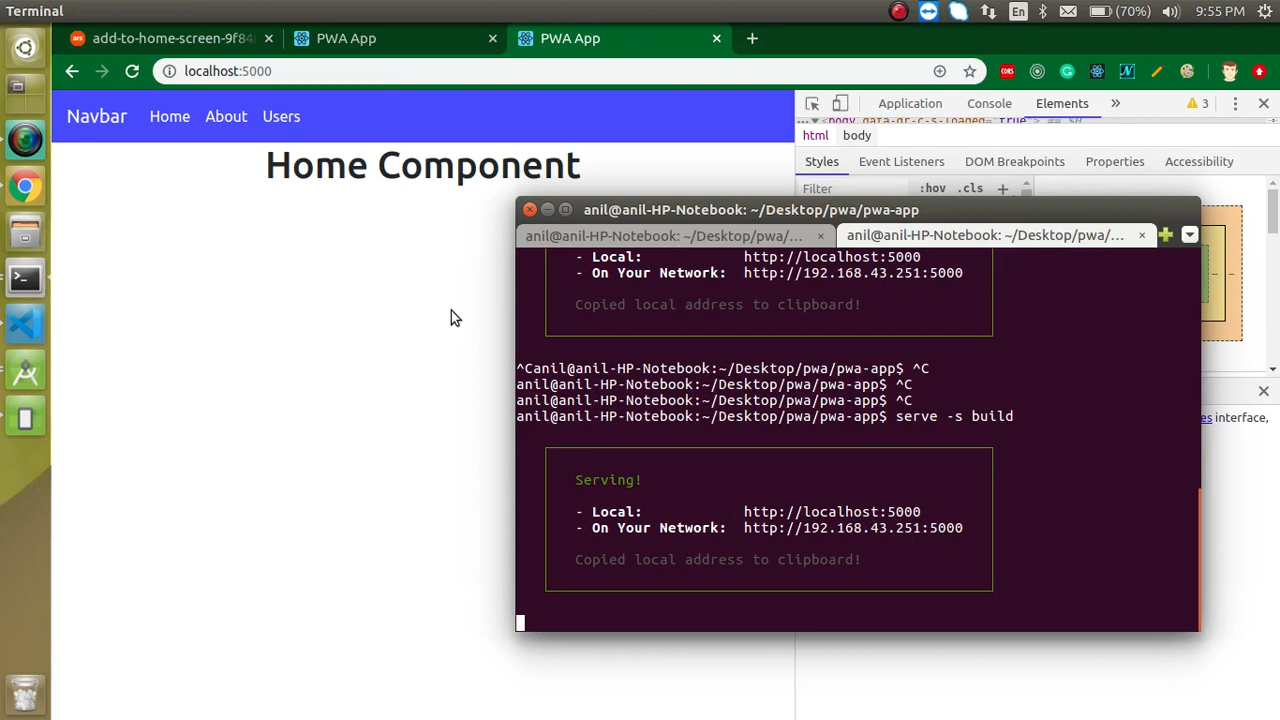 Terminal
En
(70%)
9:55 PM
ars
add-to-home-screen-9f84
PWA App
PWA App
localhost:5000
CORS
Navbar Home About Users
Application Console Elements
3
html body
Styles Event Listeners DOM Breakpoints Properties Accessibility
Home Component
Filter :hov .cls
anil@anil-HP-Notebook: ~/Desktop/pwa/pwa-app
anil@anil-HP-Notebook: ~/Desktop/pwa/...
anil@anil-HP-Notebook: ~/Desktop/pwa/...
- Local: http://localhost:5000
- On Your Network: http://192.168.43.251:5000
Copied local address to clipboard!
^Canil@anil-HP-Notebook:~/Desktop/pwa/pwa-app$ ^C
anil@anil-HP-Notebook:~/Desktop/pwa/pwa-app$ ^C
anil@anil-HP-Notebook:~/Desktop/pwa/pwa-app$ ^C
anil@anil-HP-Notebook:~/Desktop/pwa/pwa-app$ serve -s build
interface,
Serving!
- Local: http://localhost:5000
- On Your Network: http://192.168.43.251:5000
Copied local address to clipboard!